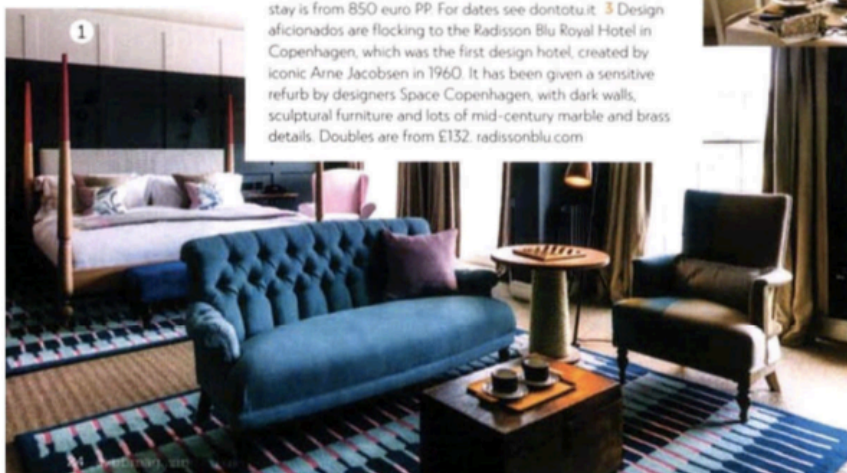 1
stay is from 850 euro PP. For dates see dontotu.it 3 Design
aficionados are flocking to the Radisson Blu Royal Hotel in
Copenhagen, which was the first design hotel, created by
iconic Arne Jacobsen in 1960. It has been given a sensitive
refurb by designers Space Copenhagen, with dark walls,
sculptural furniture and lots of mid-century marble and brass
details. Doubles are from £132. radissonblu.com